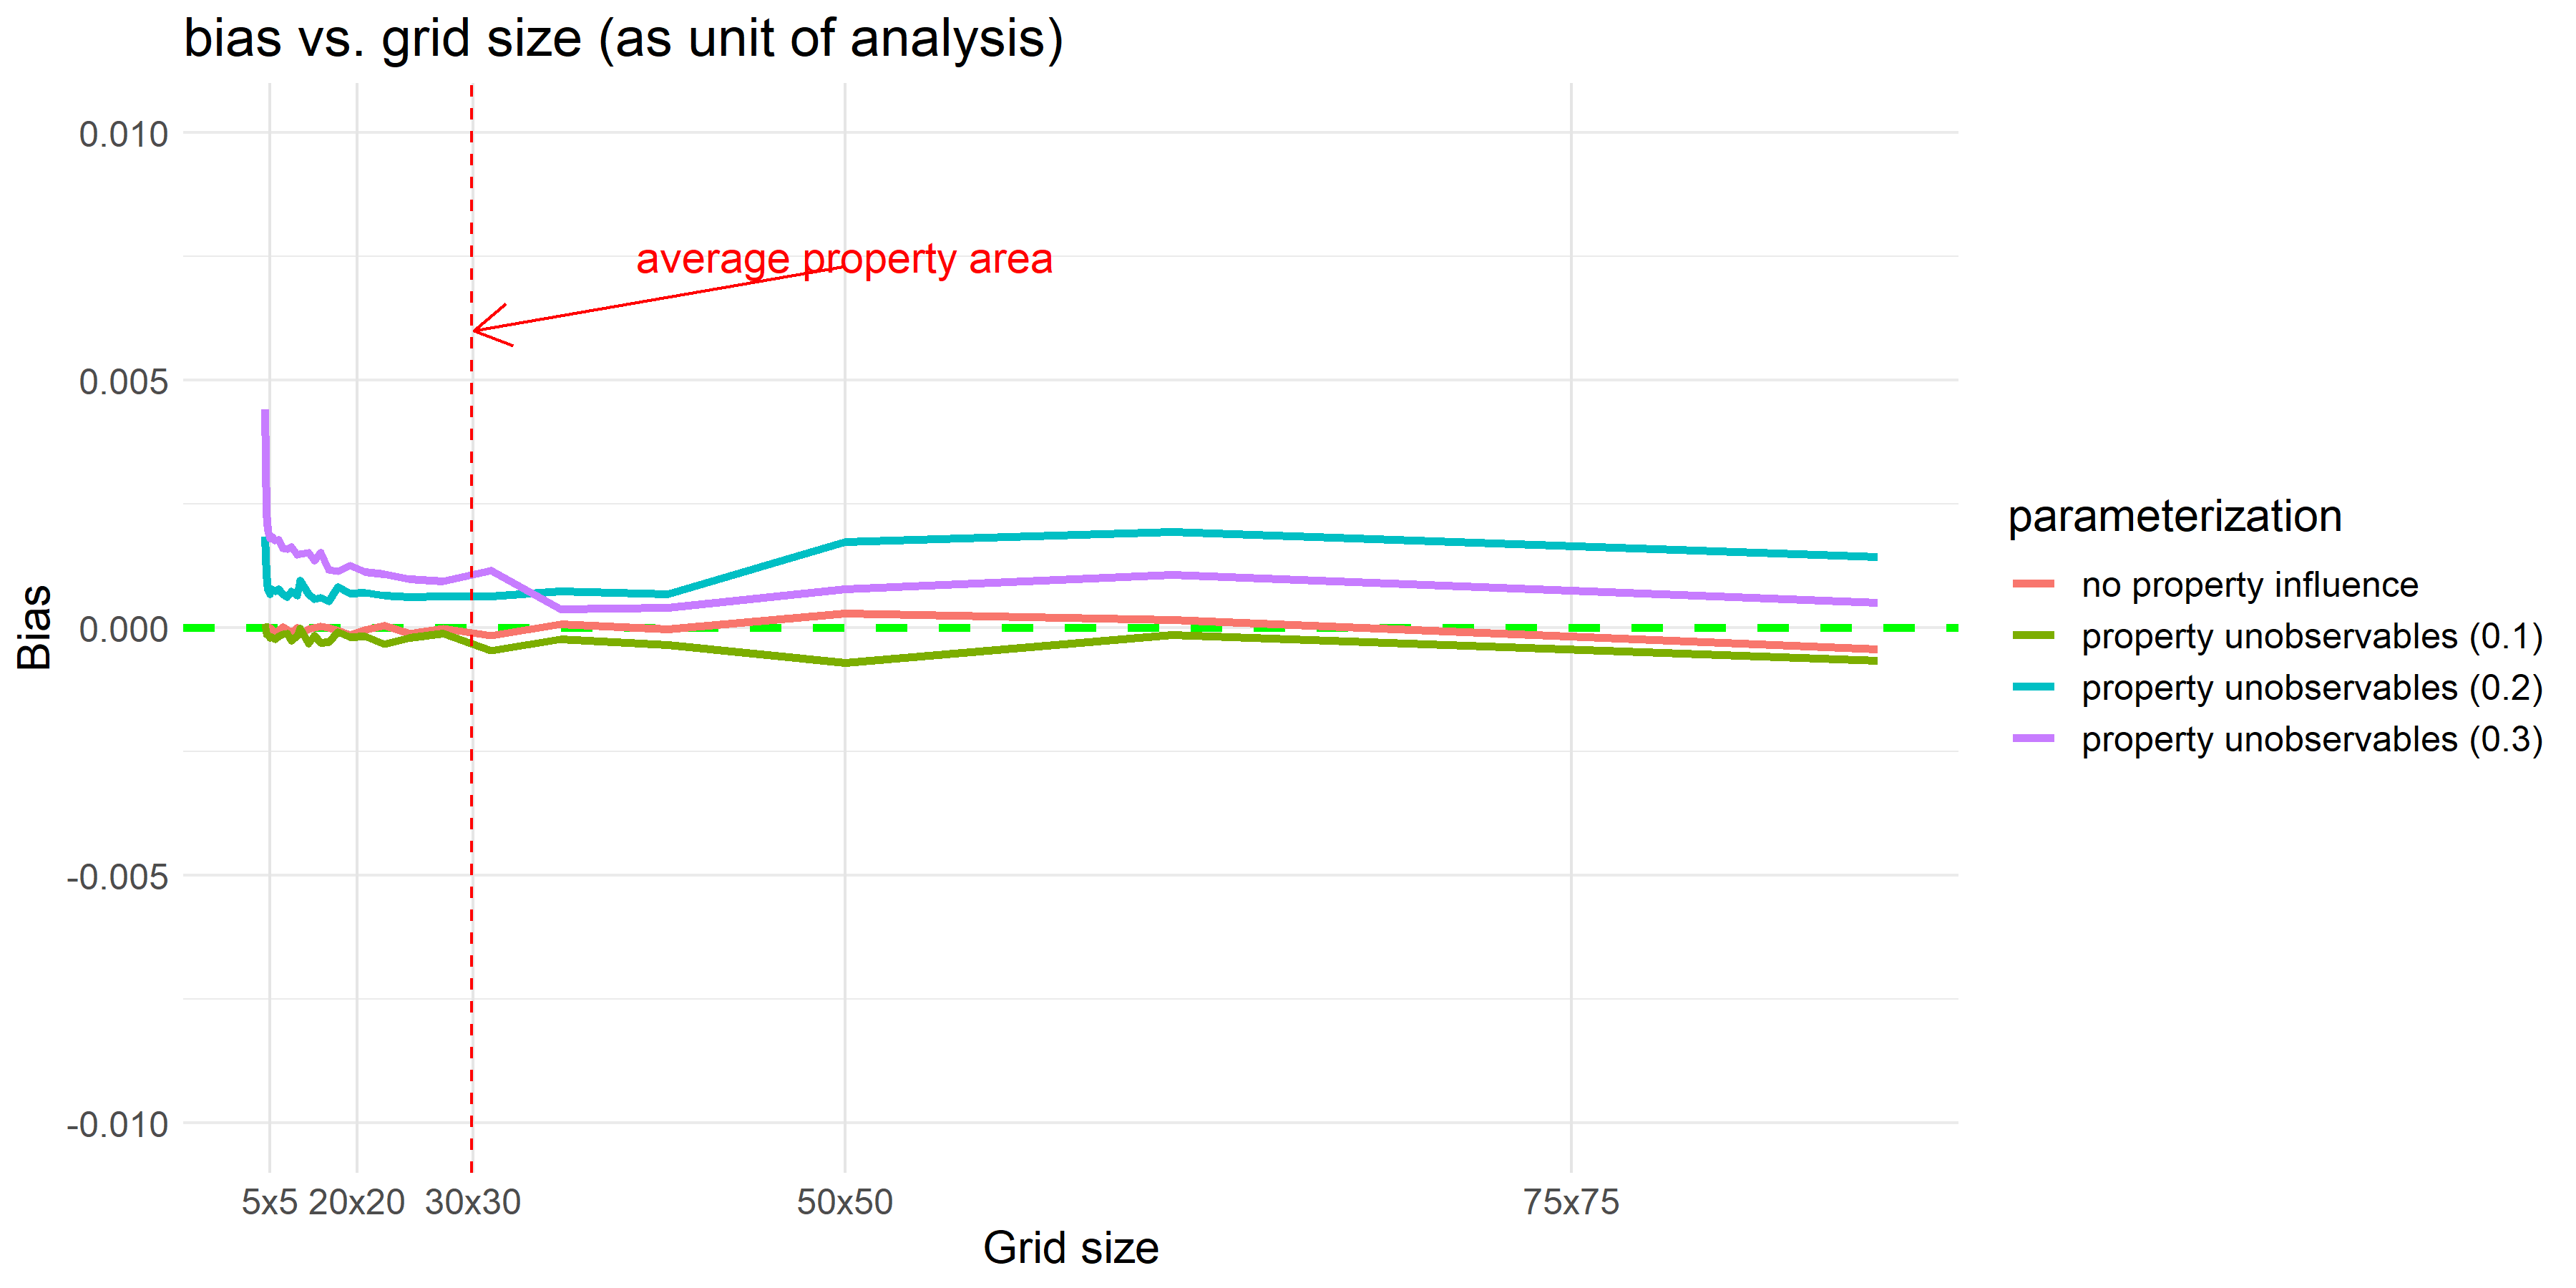 bias vs. grid size (as unit of analysis)
0.010
0.005
0.000
-0.005
-0.010
Bias
average property area
5x5 20x20 30x30 50x50 75x75
Grid size
parameterization
no property influence
property unobservables (0.1)
property unobservables (0.2)
property unobservables (0.3)